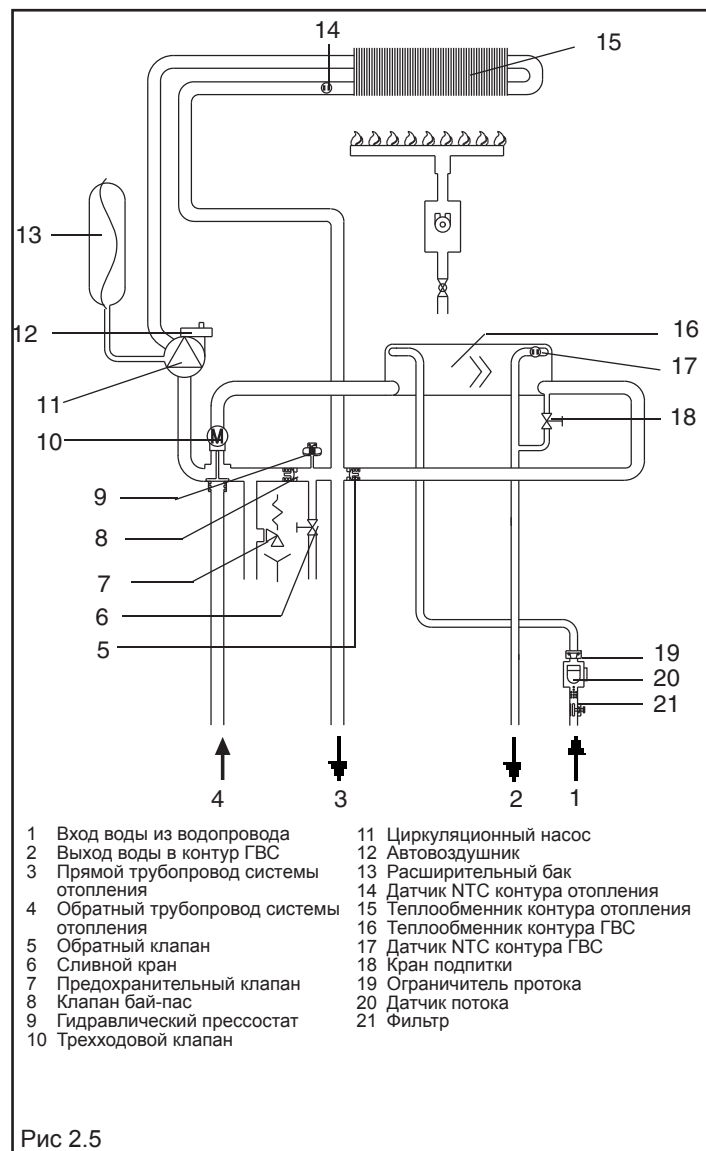 14
15
13
12
16
17
11
10
18
9
8
7
6
5
19
20
21
M
4
3
2
1
1 Вход воды из водопровода
2 Выход воды в контур ГВС
3 Прямой трубопровод системы
отопления
4 Обратный трубопровод системы
отопления
5 Обратный клапан
6 Сливной кран
7 Предохранительный клапан
8 Клапан бай-пас
9 Гидравлический прессостат
10 Трехходовой клапан
11 Циркуляционный насос
12 Автовоздушник
13 Расширительный бак
14 Датчик NTC контура отопления
15 Теплообменник контура отопления
16 Теплообменник контура ГВС
17 Датчик NTC контура ГВС
18 Кран подпитки
19 Ограничитель протока
20 Датчик потока
21 Фильтр
Рис 2.5